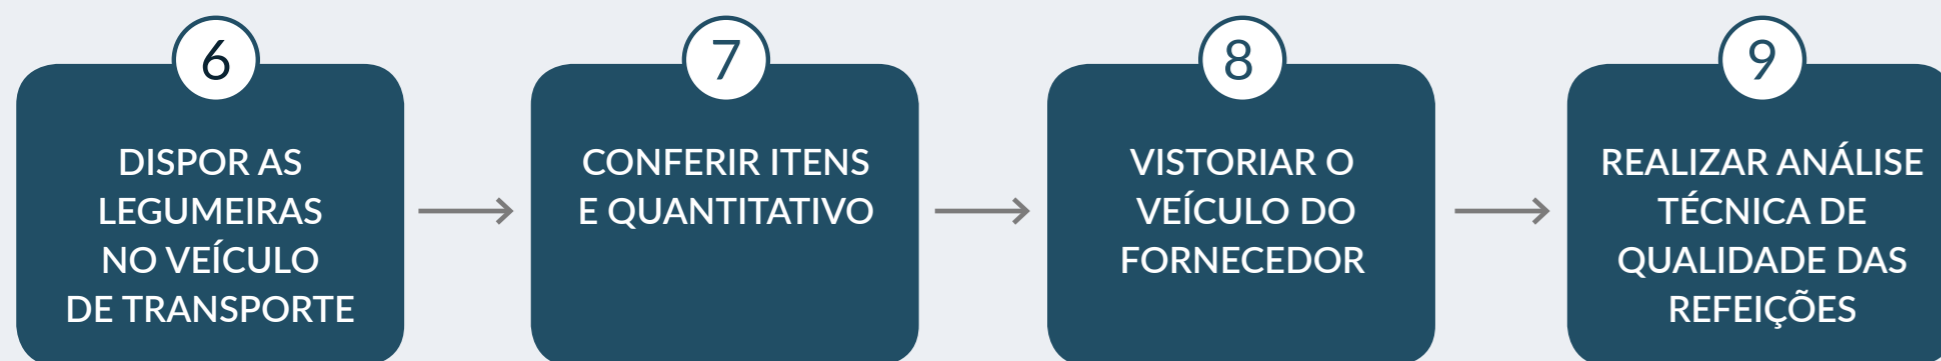 6
DISPOR AS
LEGUMEIRAS
NO VEÍCULO
DE TRANSPORTE
7
CONFERIR ITENS
E QUANTITATIVO
8
VISTORIAR O
VEÍCULO DO
FORNECEDOR
9
REALIZAR ANÁLISE
TÉCNICA DE
QUALIDADE DAS
REFEIÇÕES